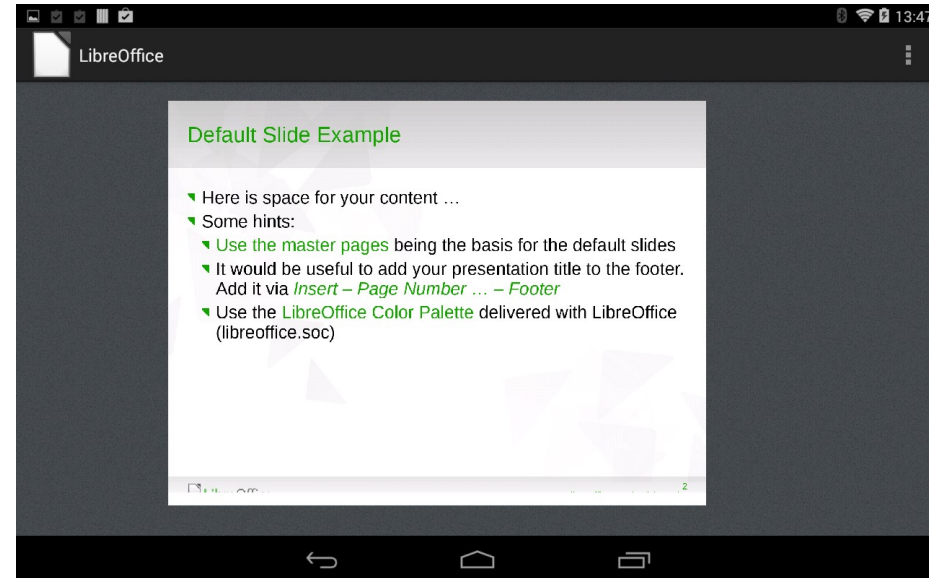 13:47
LibreOffice
Default Slide Example
Here is space for your content …
Some hints:
Use the master pages being the basis for the default slides
It would be useful to add your presentation title to the footer.
Add it via Insert – Page Number … – Footer
Use the LibreOffice Color Palette delivered with LibreOffice
(libreoffice.soc)
2